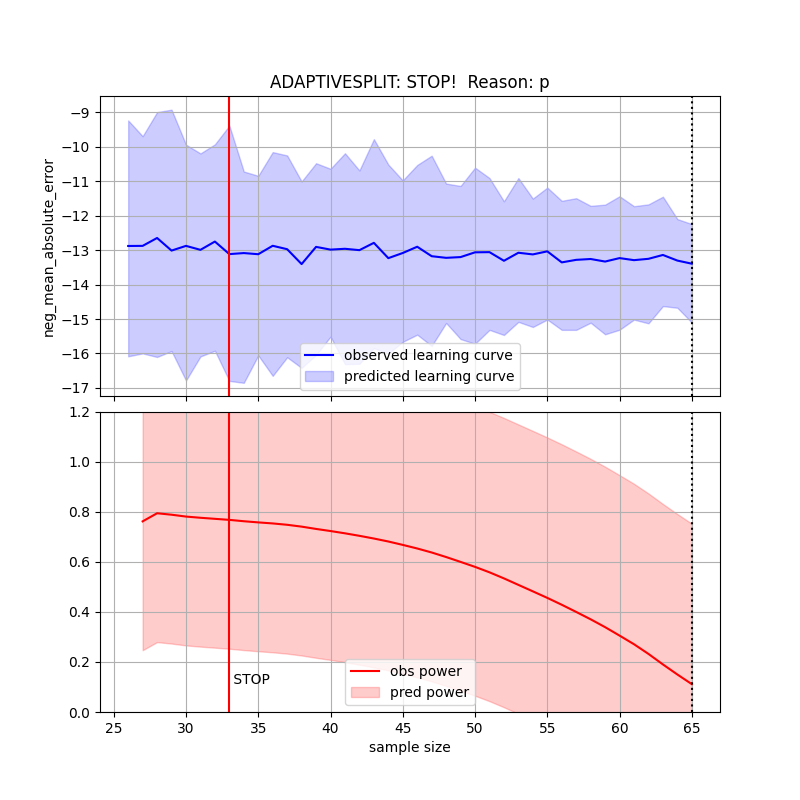 ADAPTIVESPLIT: STOP!  Reason: p
neg_mean_absolute_error
−9
−10
−11
−12
−13
−14
−15
−16
−17
observed learning curve
predicted learning curve
1.2
1.0
0.8
0.6
0.4
0.2
0.0
STOP
obs power
pred power
25 30 35 40 45 50 55 60 65
sample size